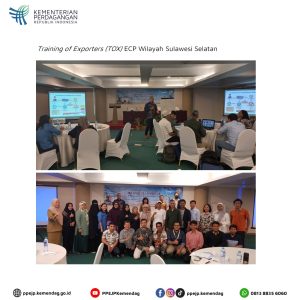 KEMENTERIAN
PERDAGANGAN
REPUBLIK INDONESIA
Training of Exporters (TOX) ECP Wilayah Sulawesi Selatan
ppejp.kemendag.go.id
PPEJPKemendag
ppejp.kemendag
0813 8835 6060